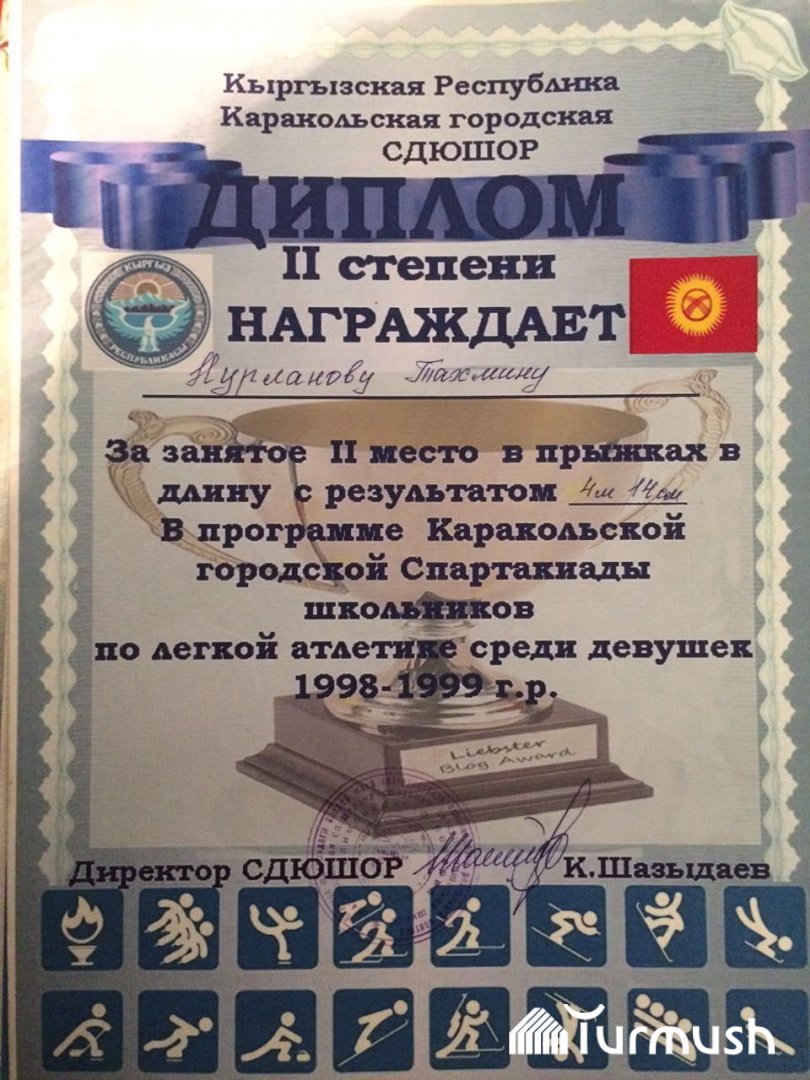 Кыргызская Республика
Каракольская городская
СДЮШОР
ДИПЛОМ
II степени
КЫРГЫЗ
РЕСПУБЛИКАСЫ
НАГРАЖДАЕТ
Нурланову Тахмину
За занятое II место в прыжках в
длину с результатом 4м 14см
В программе Каракольской
городской Спартакиады
школьников
по легкой атлетике среди девушек
1998-1999 г.р.
Liebster
Blog Award
Директор СДЮШОР К.Шазыдаев
Turmush